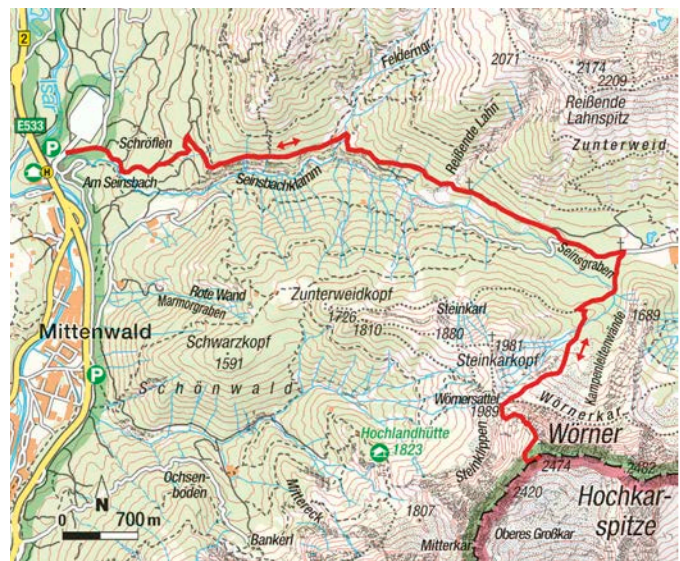 2
Isar
E533
P
H
Schröflen
Am Seinsbach
Felderngr.
2071
2174
2209
Reißende
Lahnspitz
Reißende Lahn
Zunterweid
Seinsbachklamm
Seinsgraben
Rote Wand
Marmorgraben
Zunterweidkopf
1726
1810
Steinkarl
1880
1981
Steinkarkopf
1689
Kampenleitenwände
Mittenwald
Schwarzkopf
1591
P
Schönwald
Wörnersattel
1989
Wörnerkar
Wörner
Hochlandhütte
1823
Steinklippen
2474
2482
Hochkar-
spitze
2420
Ochsen-
boden
Mittereck
1807
Oberes Großkar
Mitterkar
Bankerl
N
0 700 m